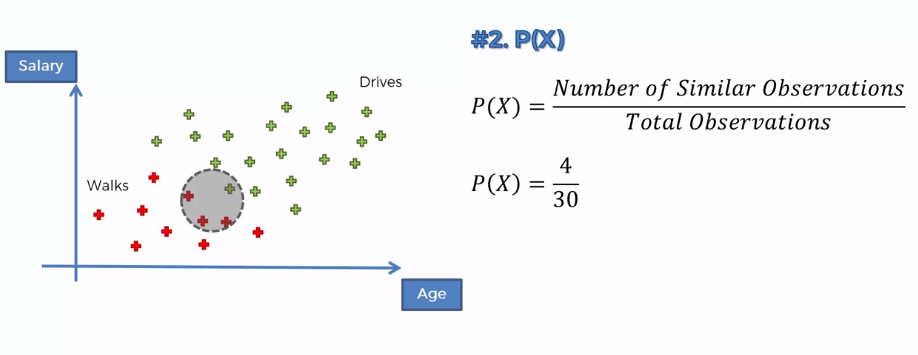 #2. P(X)
Salary
Drives
Walks
Age
P(X) = Number of Similar Observations / Total Observations
P(X) = 4 / 30